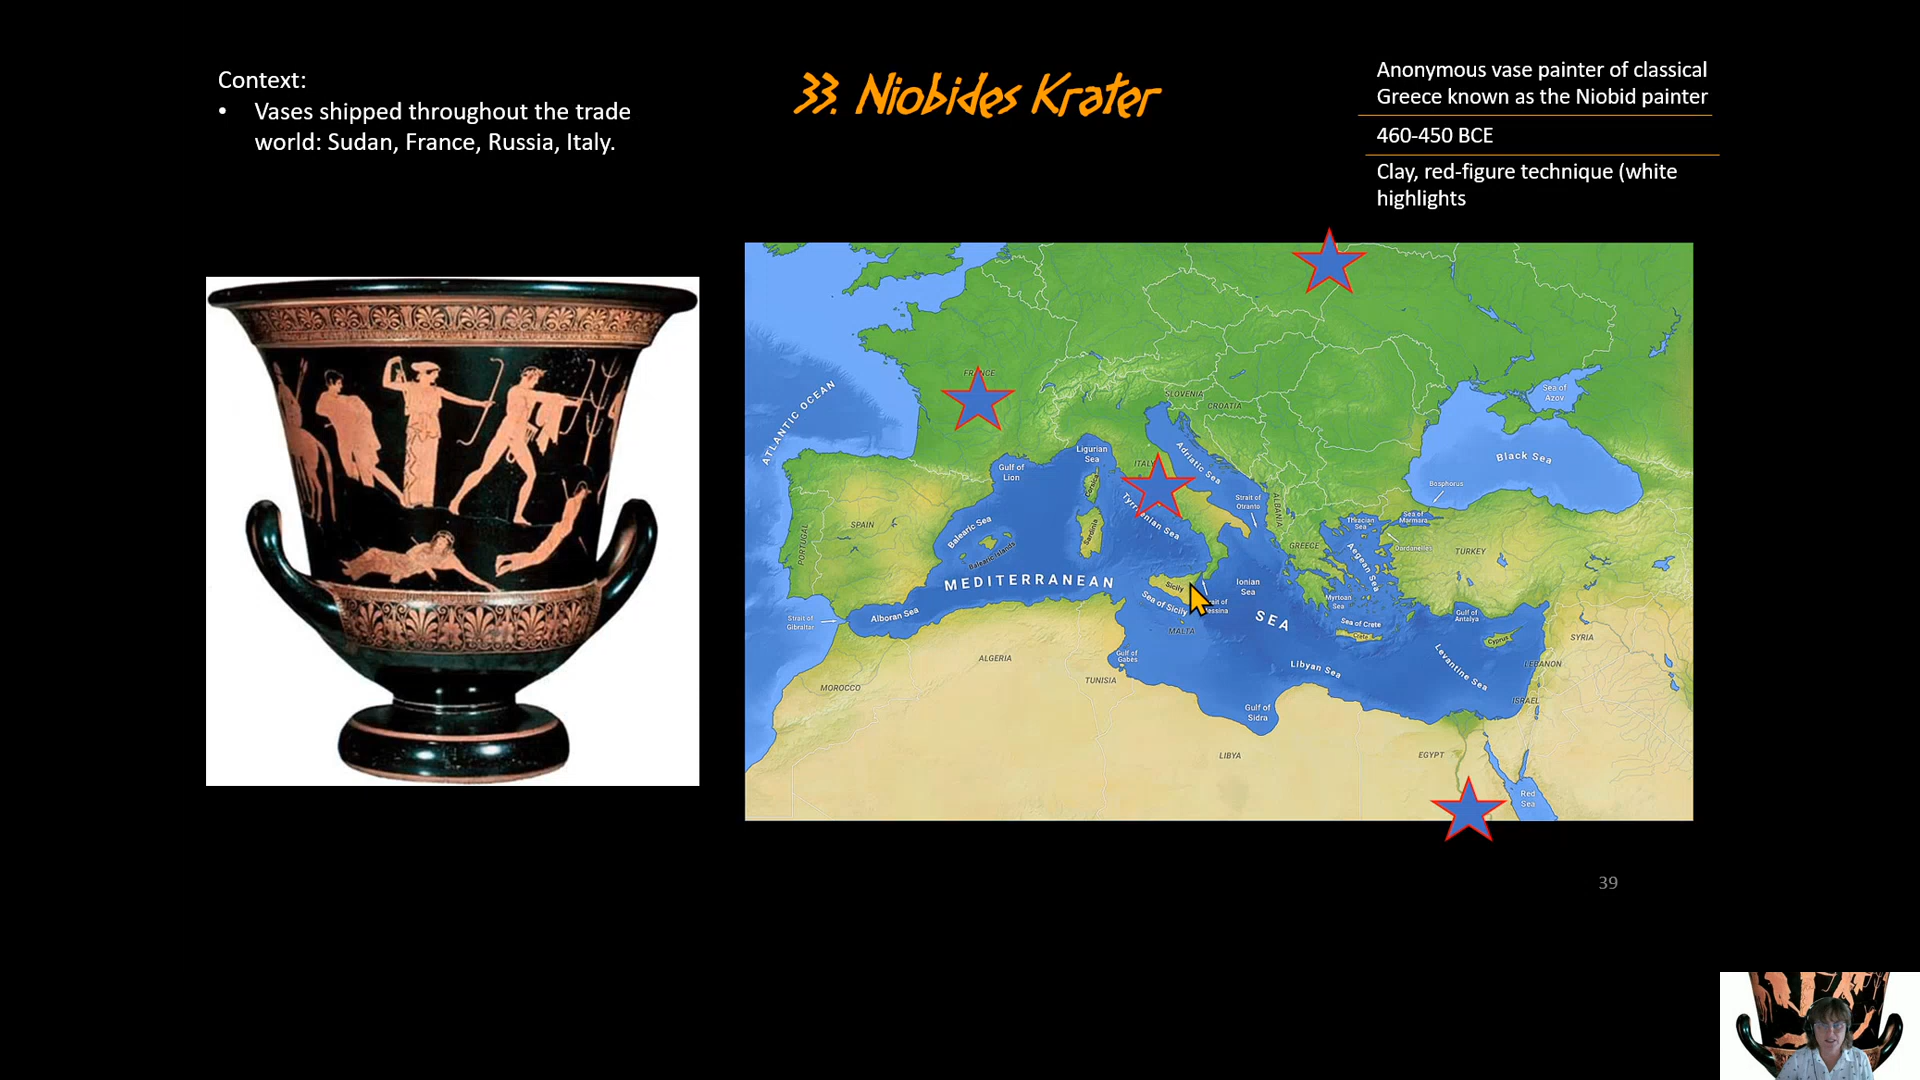 Context:
• Vases shipped throughout the trade
world: Sudan, France, Russia, Italy.
33. Niobides Krater
Anonymous vase painter of classical
Greece known as the Niobid painter
460-450 BCE
Clay, red-figure technique (white
highlights
ATLANTIC OCEAN
FRANCE
SLOVENIA
CROATIA
Sea of
Azov
Black Sea
Bosphorus
Ligurian
Sea
Gulf of
Lion
ITALY
Adriatic Sea
Corsica
Sardinia
Tyrrhenian Sea
Strait of
Otranto
ALBANIA
Thracian
Sea
Sea of
Marmara
Dardanelles
PORTUGAL
SPAIN
Balearic Sea
Balearic Islands
GREECE
Aegean Sea
TURKEY
MEDITERRANEAN
SEA
Sicily
Ionian
Sea
Sea of Sicily
Strait of
Messina
Myrtoan
Sea
Gulf of
Antalya
Strait of
Gibraltar
Alboran Sea
MALTA
Sea of Crete
Crete
Cyprus
SYRIA
ALGERIA
Gulf of
Gabès
TUNISIA
Libyan Sea
Levantine Sea
LEBANON
MOROCCO
ISRAEL
Gulf of
Sidra
LIBYA
EGYPT
Red
Sea
39